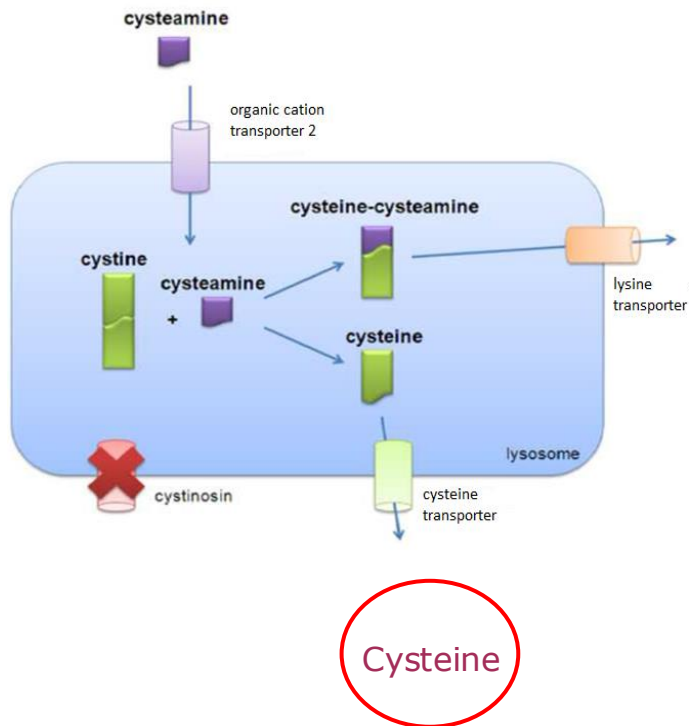 cysteamine
organic cation
transporter 2
cysteine-cysteamine
cystine
cysteamine
+
lysine
transporter
cysteine
lysosome
cystinosin
cysteine
transporter
Cysteine